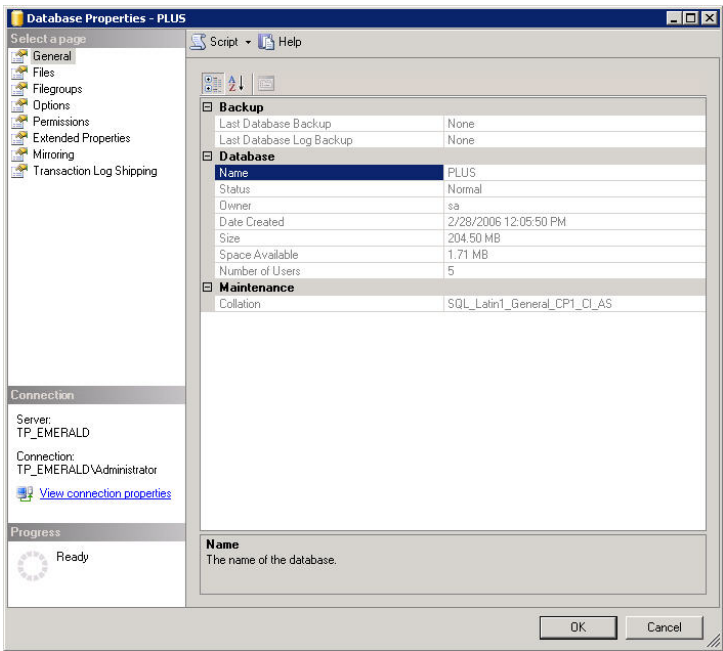 Database Properties - PLUS
Select a page
General
Files
Filegroups
Options
Permissions
Extended Properties
Mirroring
Transaction Log Shipping
Connection
Server:
TP_EMERALD
Connection:
TP_EMERALD\Administrator
View connection properties
Progress
Ready
Script Help
Backup
Last Database Backup None
Last Database Log Backup None
Database
Name PLUS
Status Normal
Owner sa
Date Created 2/28/2006 12:05:50 PM
Size 204.50 MB
Space Available 1.71 MB
Number of Users 5
Maintenance
Collation SQL_Latin1_General_CP1_CI_AS
Name
The name of the database.
OK Cancel